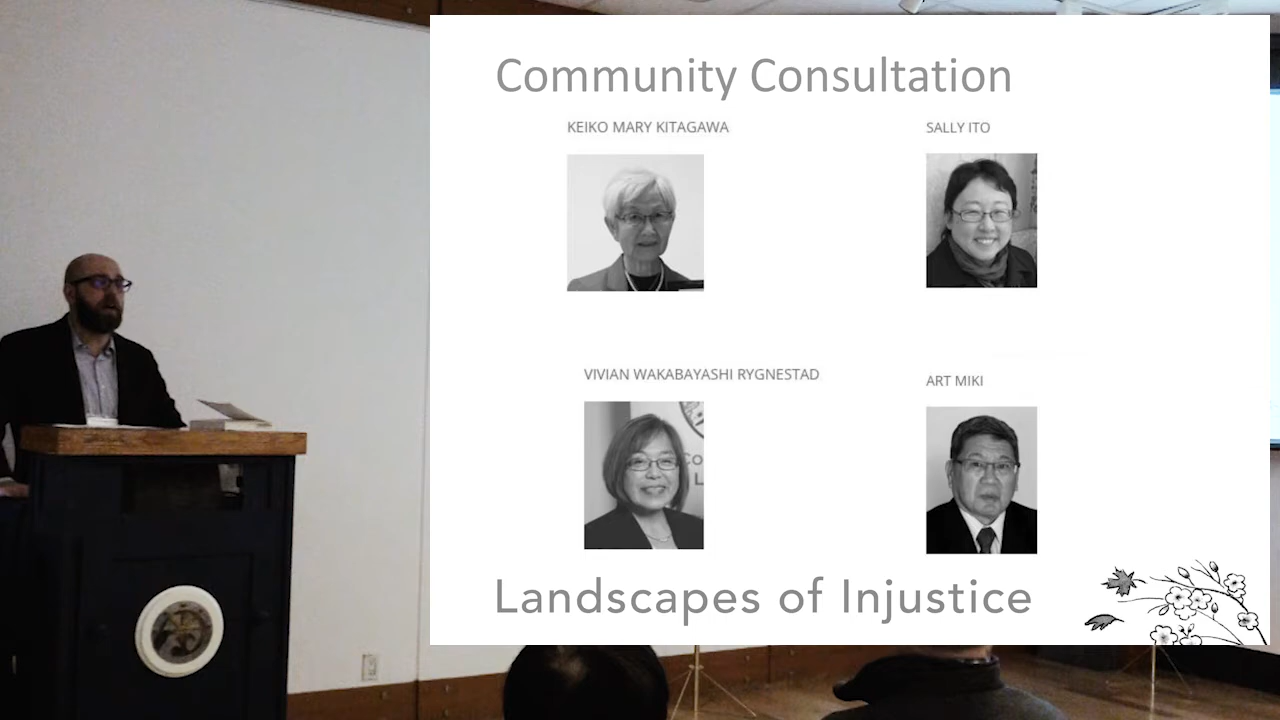 Community Consultation
KEIKO MARY KITAGAWA
SALLY ITO
VIVIAN WAKABAYASHI RYGNESTAD
ART MIKI
Landscapes of Injustice